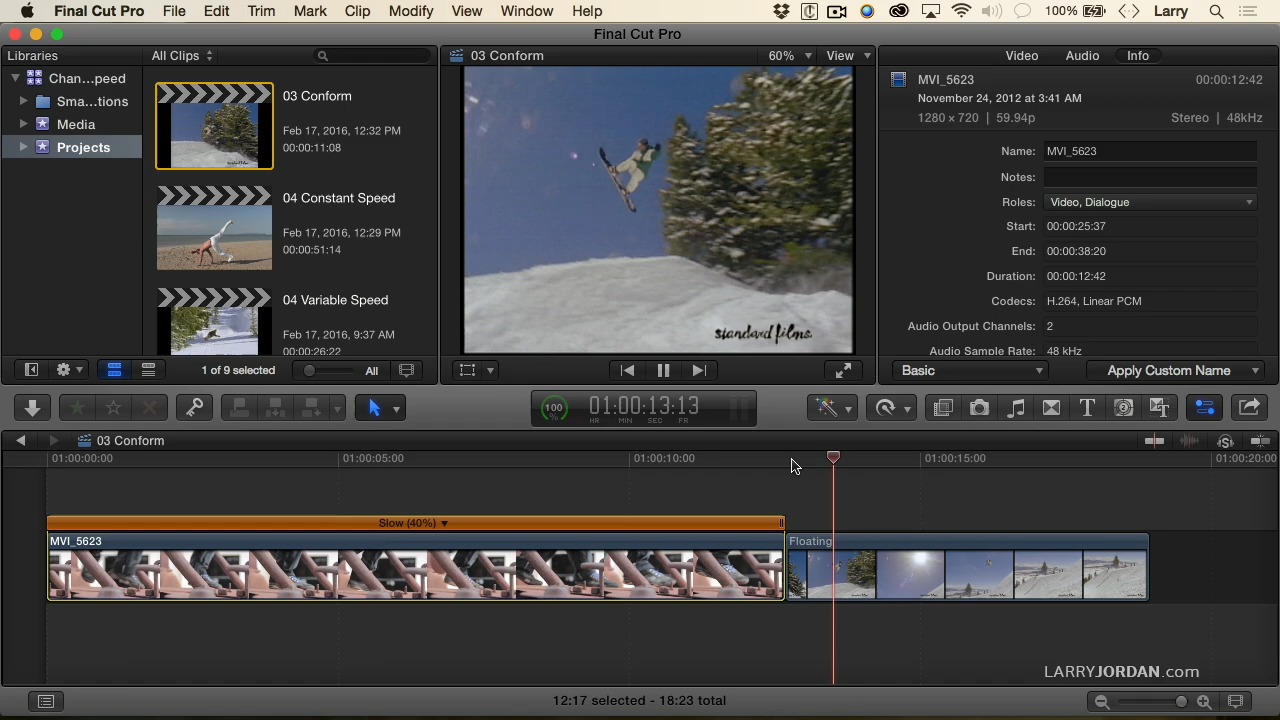 Final Cut Pro File Edit Trim Mark Clip Modify View Window Help 100% Larry
Final Cut Pro
Libraries
All Clips
03 Conform
60%
View
Video
Audio
Info
Chan...peed
Sma...tions
Media
Projects
03 Conform
Feb 17, 2016, 12:32 PM
00:00:11:08
04 Constant Speed
Feb 17, 2016, 12:29 PM
00:00:51:14
04 Variable Speed
Feb 17, 2016, 9:37 AM
00:00:26:22
standard films.
MVI_5623
00:00:12:42
November 24, 2012 at 3:41 AM
1280 × 720 | 59.94p
Stereo | 48kHz
Name: MVI_5623
Notes:
Roles: Video, Dialogue
Start: 00:00:25:37
End: 00:00:38:20
Duration: 00:00:12:42
Codecs: H.264, Linear PCM
Audio Output Channels: 2
Audio Sample Rate: 48 kHz
1 of 9 selected
All
Basic
Apply Custom Name
100
01:00:13:13
HR MIN SEC FR
03 Conform
01:00:00:00
01:00:05:00
01:00:10:00
01:00:15:00
01:00:20:00
Slow (40%)
MVI_5623
Floating
LARRYJORDAN.com
12:17 selected - 18:23 total